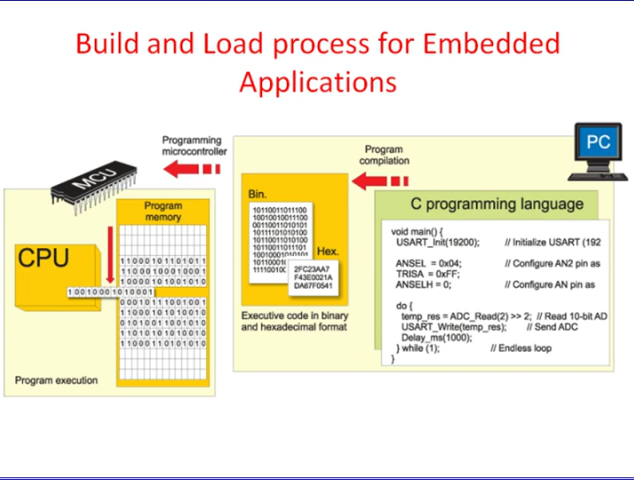 Build and Load process for Embedded
Applications
Programming
microcontroller
Program
compilation
PC
MCU
Program
memory
CPU
Program execution
Bin.
10110011011100
Hex.
2FC23AA7
F43E0021A
DA67F0541
Executive code in binary
and hexadecimal format
C programming language
void main() {
USART_Init(19200); // Initialize USART (192
ANSEL = 0x04; // Configure AN2 pin as
TRISA = 0xFF; // Configure AN pin as
ANSELH = 0;
do {
temp_res = ADC_Read(2) >> 2; // Read 10-bit AD
USART_Write(temp_res); // Send ADC
Delay_ms(1000);
} while (1); // Endless loop
}